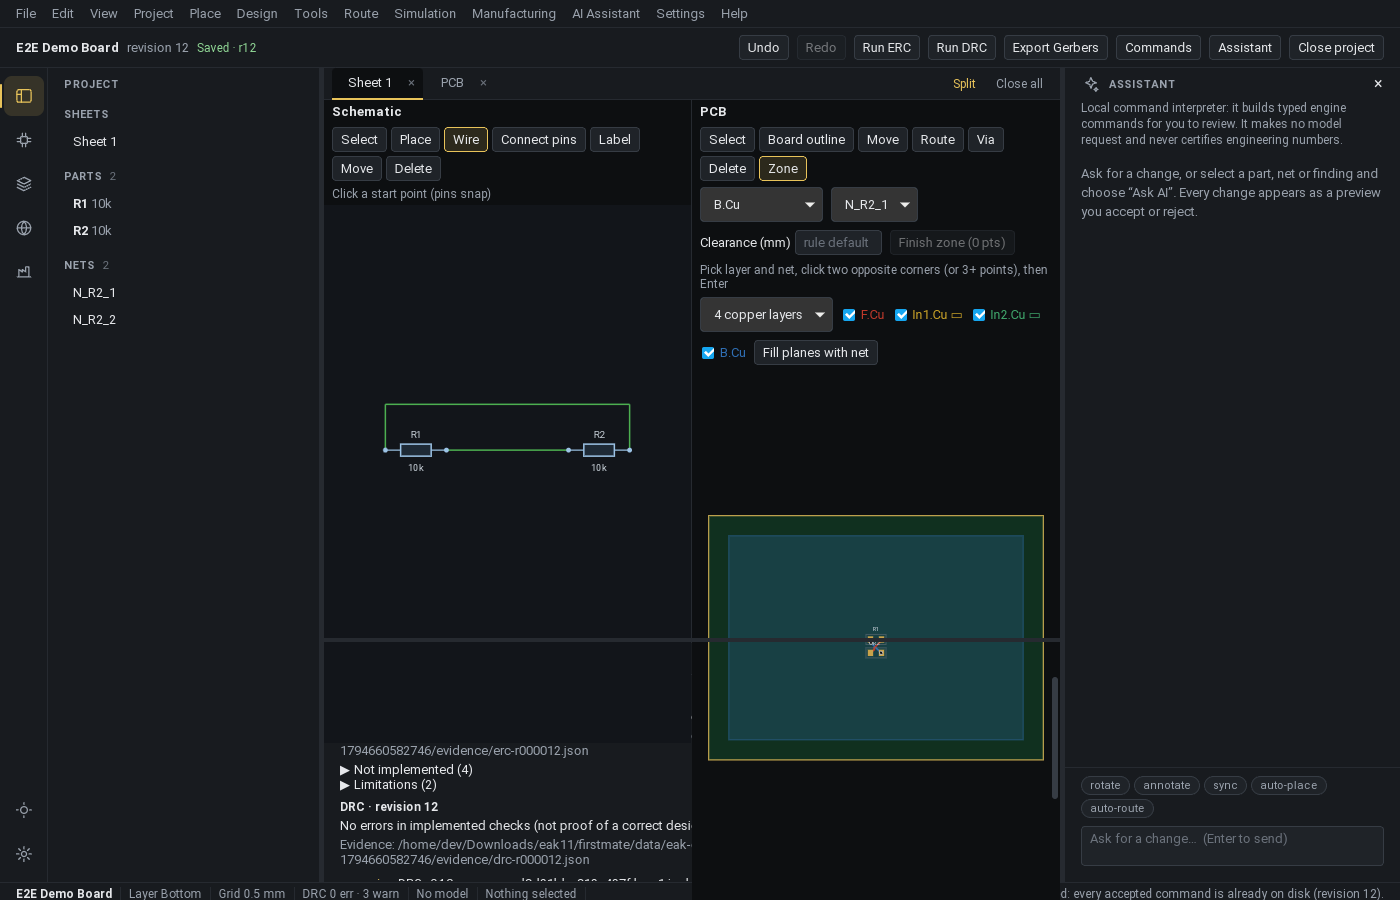 File Edit View Project Place Design Tools Route Simulation Manufacturing AI Assistant Settings Help
E2E Demo Board revision 12 Saved · r12
Undo Redo Run ERC Run DRC Export Gerbers Commands Assistant Close project
PROJECT
SHEETS
Sheet 1
PARTS 2
R1 10k
R2 10k
NETS 2
N_R2_1
N_R2_2
Sheet 1 × PCB × Split Close all
Schematic
Select Place Wire Connect pins Label
Move Delete
Click a start point (pins snap)
R1 R2
10k 10k
PCB
Select Board outline Move Route Via
Delete Zone
B.Cu N_R2_1
Clearance (mm) rule default Finish zone (0 pts)
Pick layer and net, click two opposite corners (or 3+ points), then
Enter
4 copper layers F.Cu In1.Cu ▭ In2.Cu ▭
B.Cu Fill planes with net
R1
1794660582746/evidence/erc-r000012.json
▶ Not implemented (4)
▶ Limitations (2)
DRC · revision 12
No errors in implemented checks (not proof of a correct desi
Evidence: /home/dev/Downloads/eak11/firstmate/data/eak-
1794660582746/evidence/drc-r000012.json
ASSISTANT ×
Local command interpreter: it builds typed engine
commands for you to review. It makes no model
request and never certifies engineering numbers.
Ask for a change, or select a part, net or finding and
choose “Ask AI”. Every change appears as a preview
you accept or reject.
rotate annotate sync auto-place
auto-route
Ask for a change… (Enter to send)
E2E Demo Board Layer Bottom Grid 0.5 mm DRC 0 err · 3 warn No model Nothing selected
d: every accepted command is already on disk (revision 12).